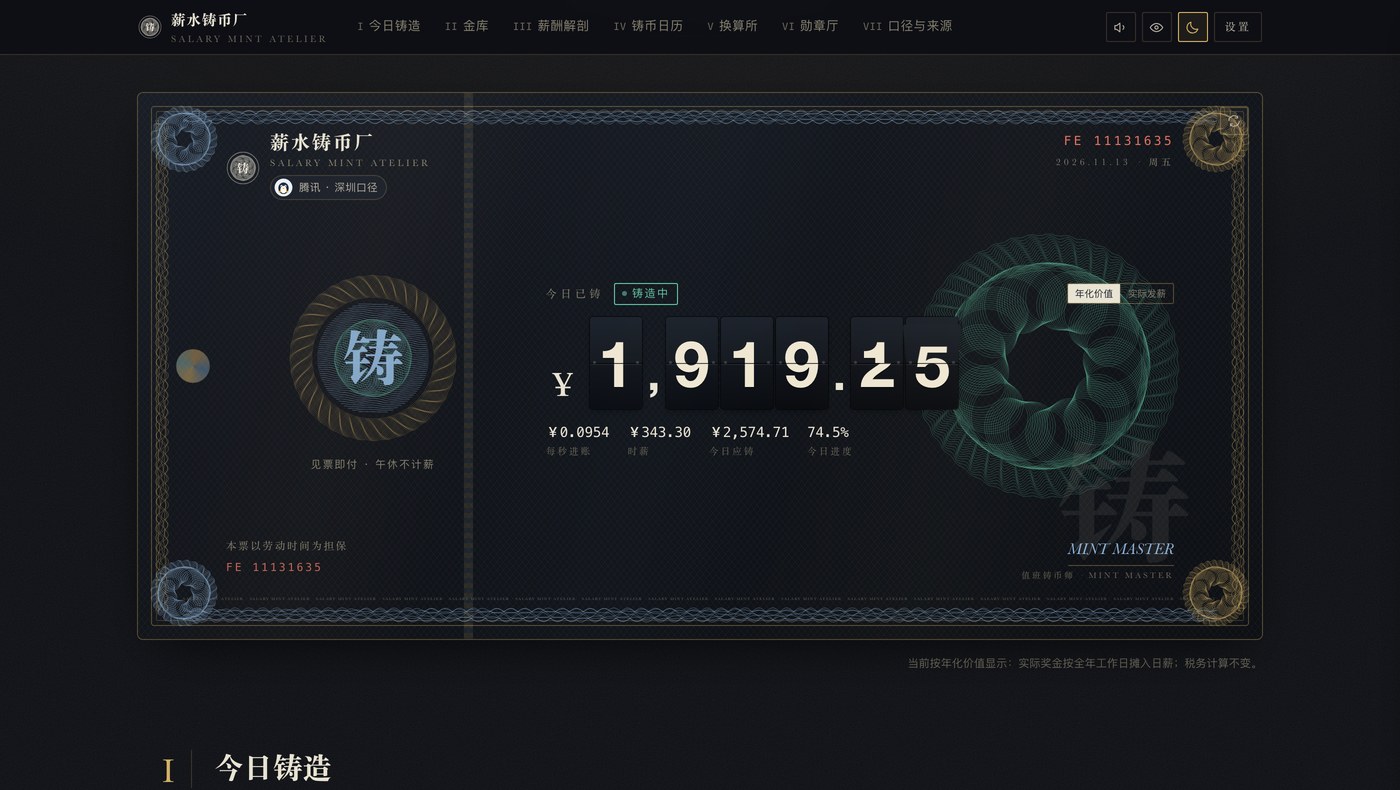 铸
薪水铸币厂
SALARY MINT ATELIER
I 今日铸造
II 金库
III 薪酬解剖
IV 铸币日历
V 换算所
VI 勋章厅
VII 口径与来源
设置
铸
薪水铸币厂
SALARY MINT ATELIER
腾讯 · 深圳口径
FE 11131635
2026.11.13 · 周五
铸
见票即付 · 午休不计薪
本票以劳动时间为担保
FE 11131635
今日已铸
铸造中
年化价值
实际发薪
¥1,919.
5
¥0.0954
每秒进账
¥343.30
时薪
¥2,574.71
今日应铸
74.5%
今日进度
铸
MINT MASTER
值班铸币师 · MINT MASTER
当前按年化价值显示：实际奖金按全年工作日摊入日薪；税务计算不变。
I
今日铸造